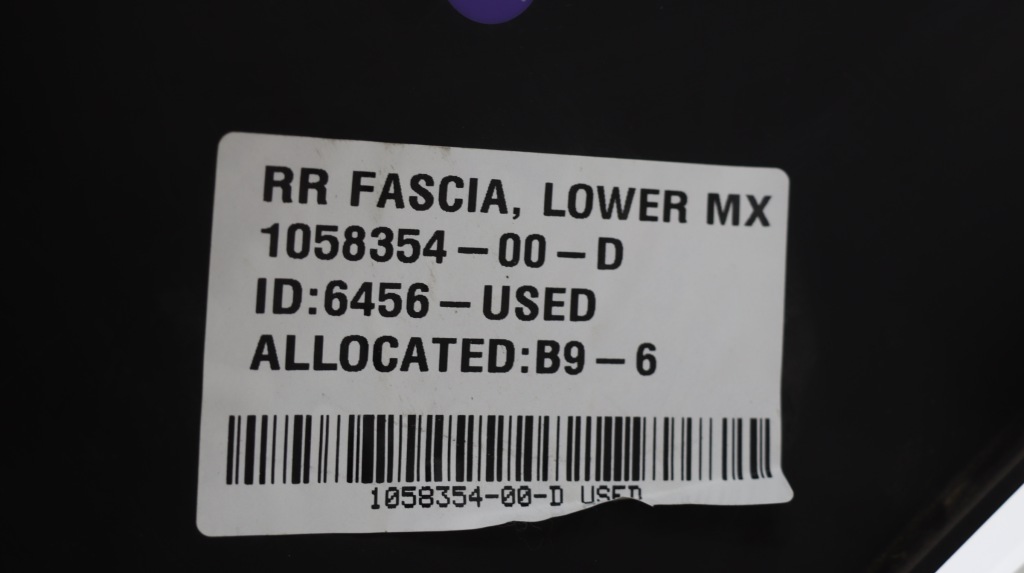 RR FASCIA, LOWER MX
1058354-00-D
ID:6456-USED
ALLOCATED:B9-6
1058354-00-D USED